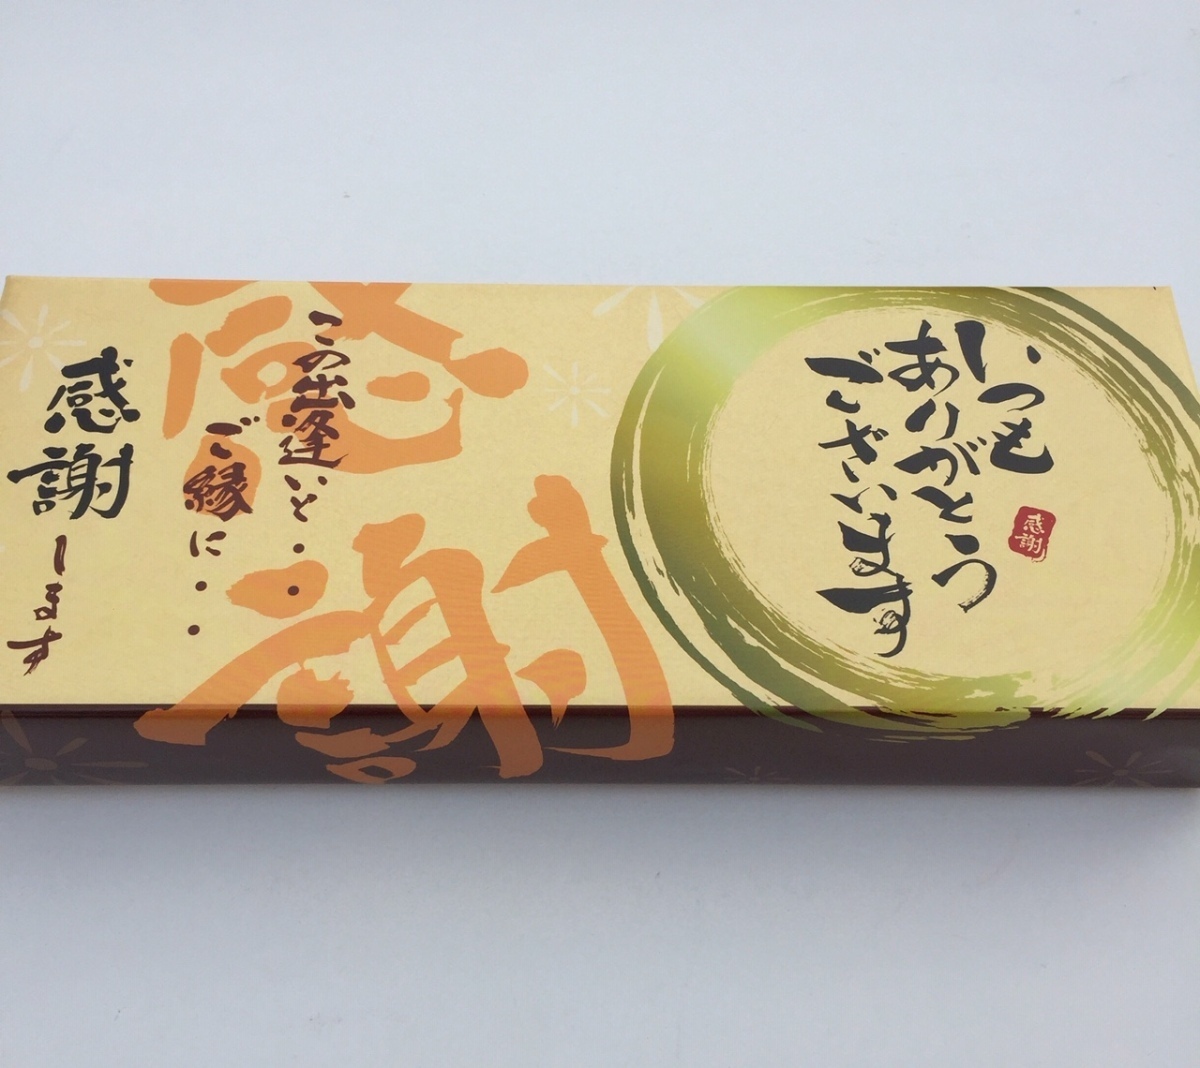 いつも
ありがとう
ございます
感謝
感謝
この出逢いと・・
ご縁に・・
感謝します